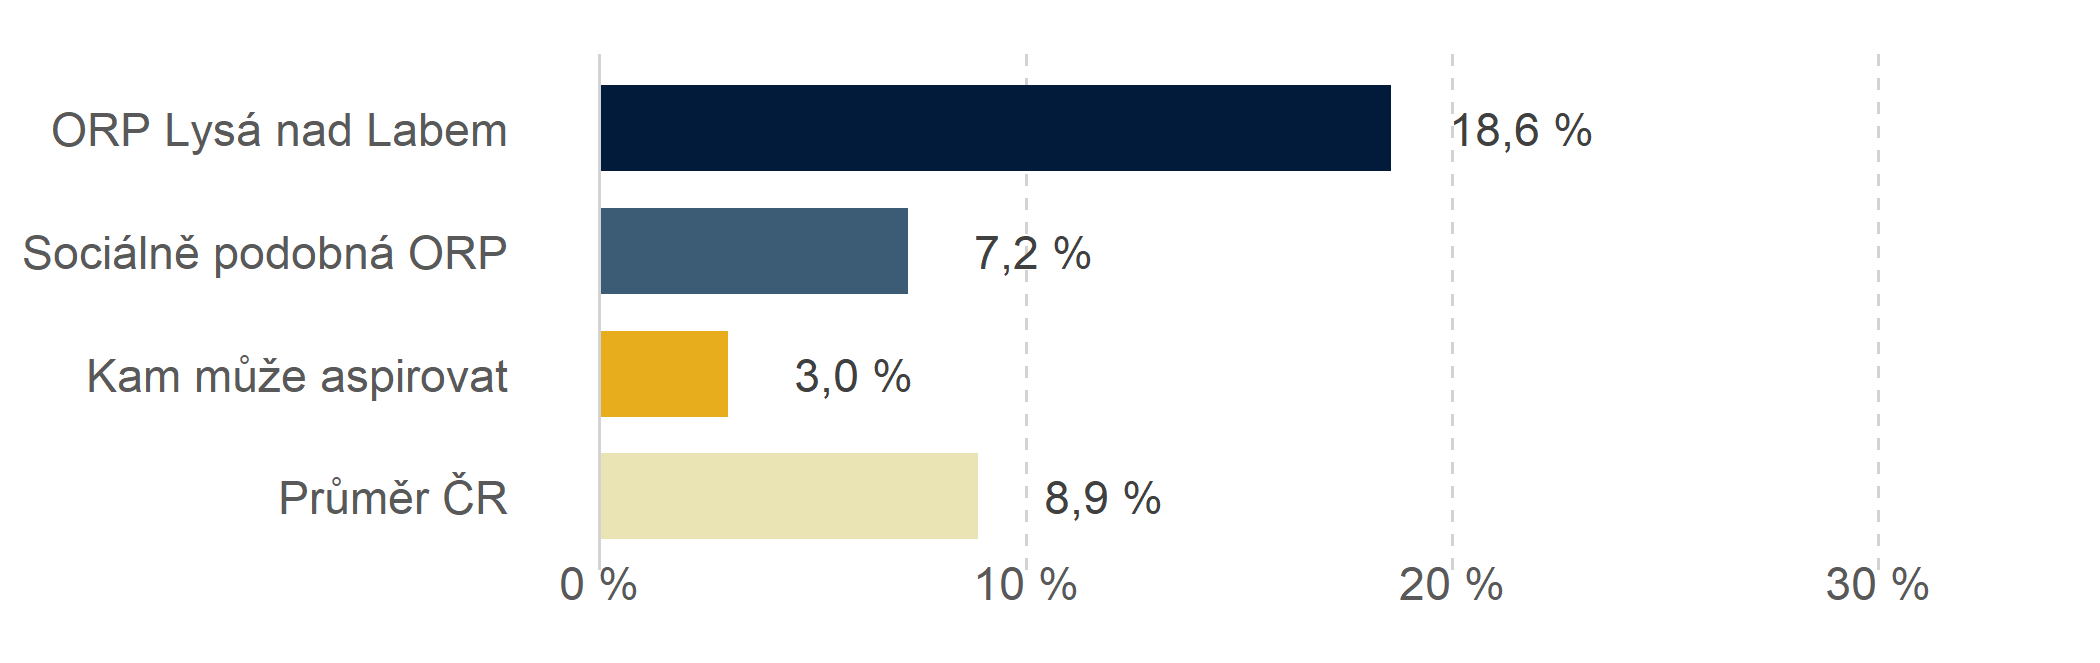 ORP Lysá nad Labem 18,6 %
Sociálně podobná ORP 7,2 %
Kam může aspirovat 3,0 %
Průměr ČR 8,9 %
0 % 10 % 20 % 30 %